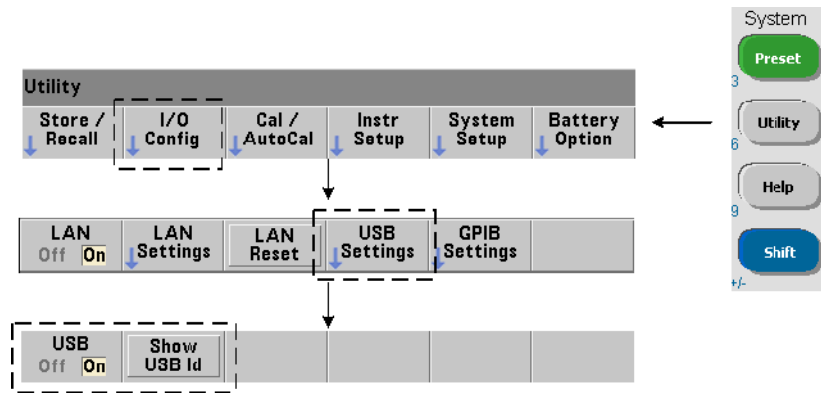 System
Preset
3
Utility
Store / I/O Cal / Instr System Battery
Recall Config AutoCal Setup Setup Option
Utility
6
Help
9
LAN LAN LAN USB GPIB
Off On Settings Reset Settings Settings
Shift
+/-
USB Show
Off On USB Id